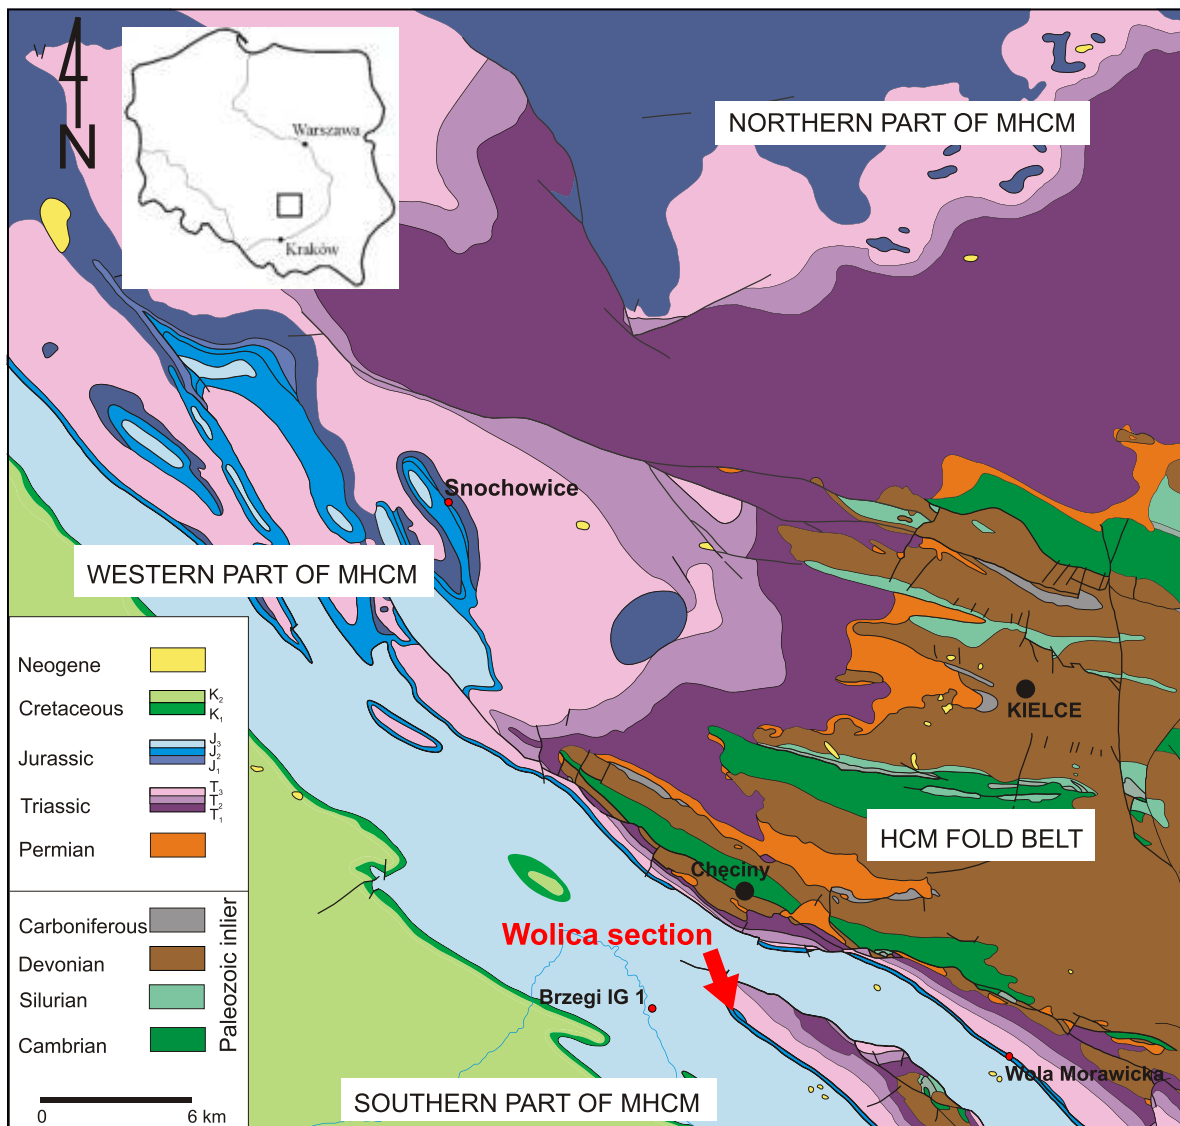 N
Warszawa
Kraków
NORTHERN PART OF MHCM
Snochowice
WESTERN PART OF MHCM
Neogene
Cretaceous
K2
K1
Jurassic
J3
J2
J1
Triassic
T3
T2
T1
Permian
Carboniferous
Devonian
Silurian
Cambrian
Paleozoic inlier
0 6 km
KIELCE
HCM FOLD BELT
Chęciny
Wolica section
Brzegi IG 1
Wola Morawicka
SOUTHERN PART OF MHCM